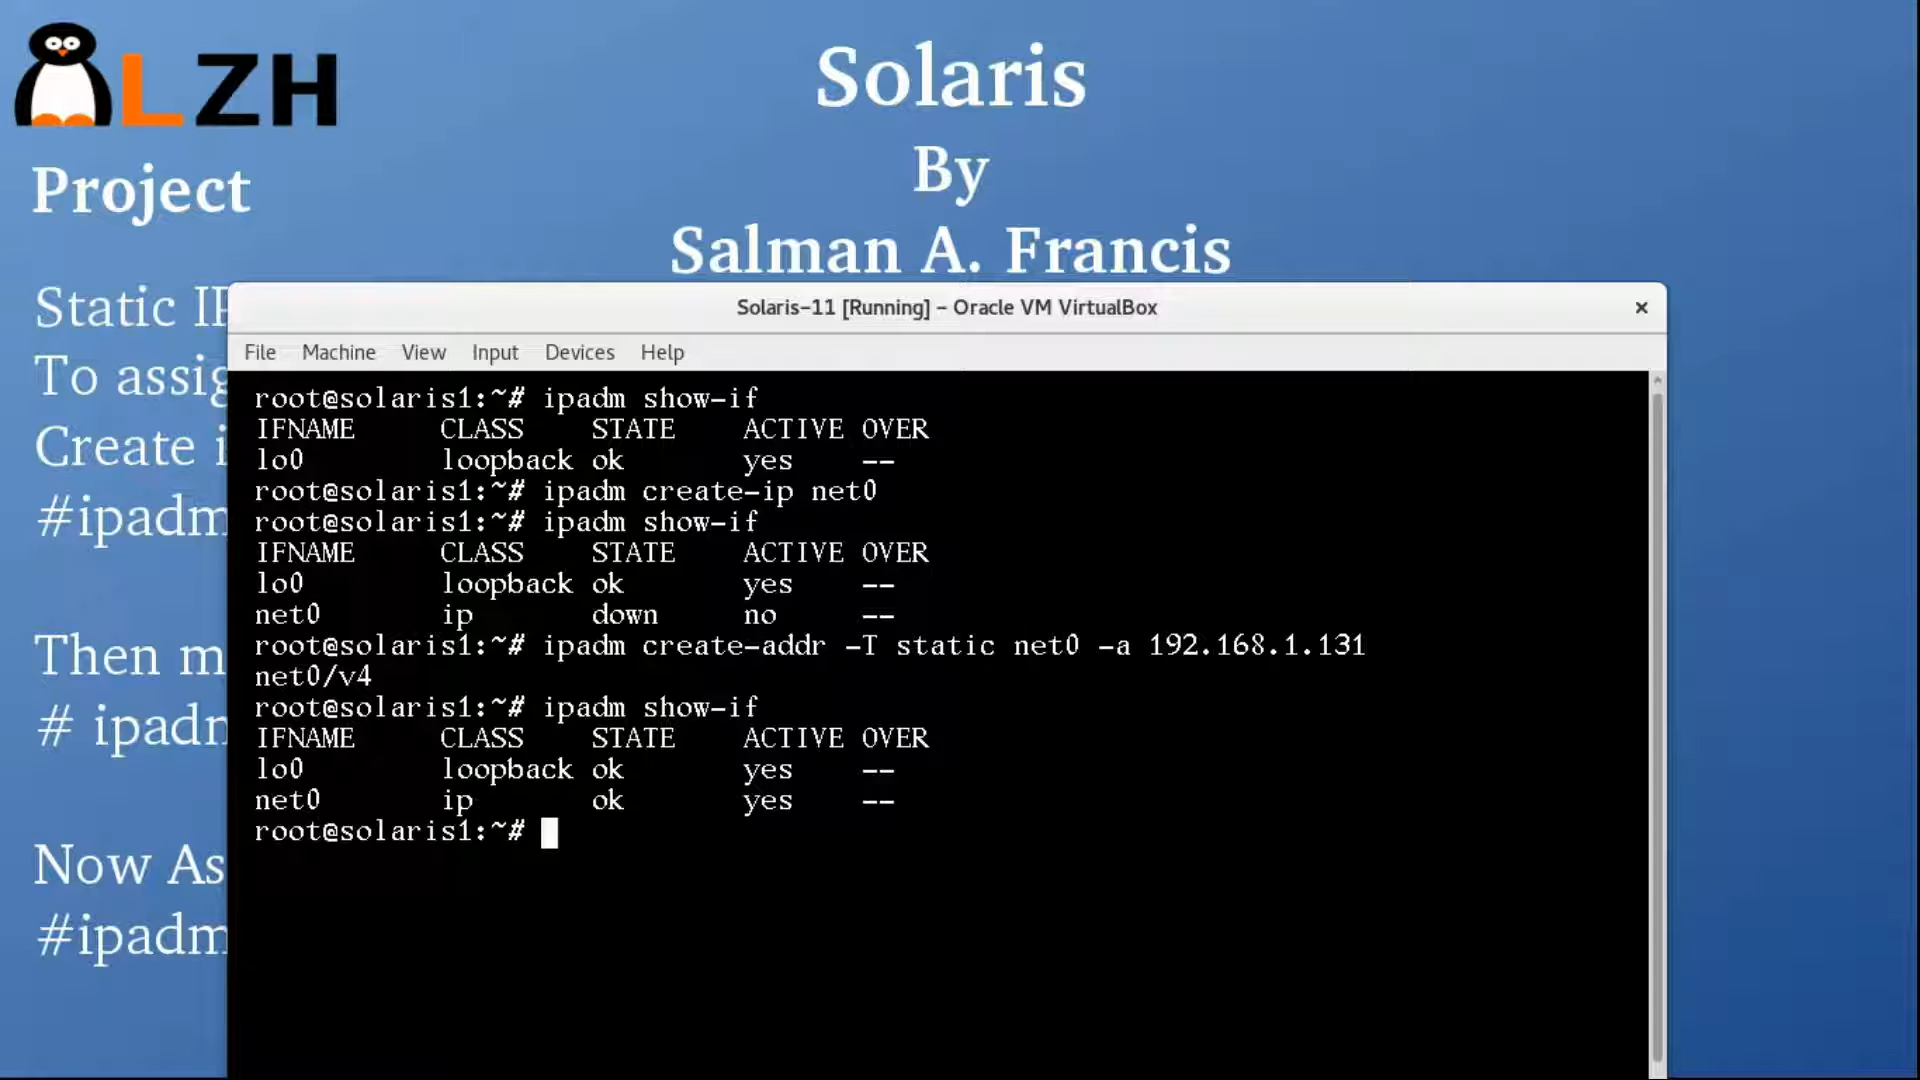 LZH
Solaris
By
Salman A. Francis
Project
Static IP
To assig
Create i
#ipadm
Then m
# ipadm
Now As
#ipadm
Solaris-11 [Running] - Oracle VM VirtualBox
File Machine View Input Devices Help
root@solaris1:~# ipadm show-if
IFNAME CLASS STATE ACTIVE OVER
lo0 loopback ok yes --
root@solaris1:~# ipadm create-ip net0
root@solaris1:~# ipadm show-if
IFNAME CLASS STATE ACTIVE OVER
lo0 loopback ok yes --
net0 ip down no --
root@solaris1:~# ipadm create-addr -T static net0 -a 192.168.1.131
net0/v4
root@solaris1:~# ipadm show-if
IFNAME CLASS STATE ACTIVE OVER
lo0 loopback ok yes --
net0 ip ok yes --
root@solaris1:~#